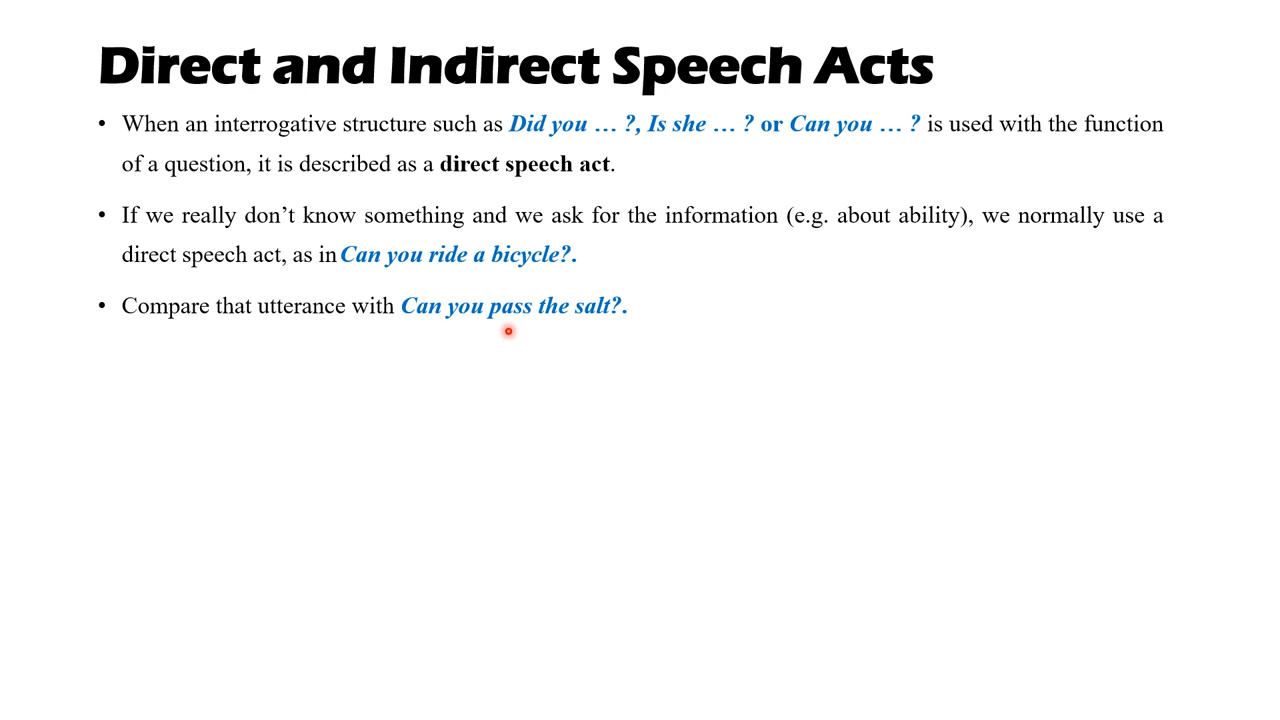 Direct and Indirect Speech Acts
• When an interrogative structure such as Did you … ?, Is she … ? or Can you … ? is used with the function
of a question, it is described as a direct speech act.
• If we really don’t know something and we ask for the information (e.g. about ability), we normally use a
direct speech act, as in Can you ride a bicycle?.
• Compare that utterance with Can you pass the salt?.